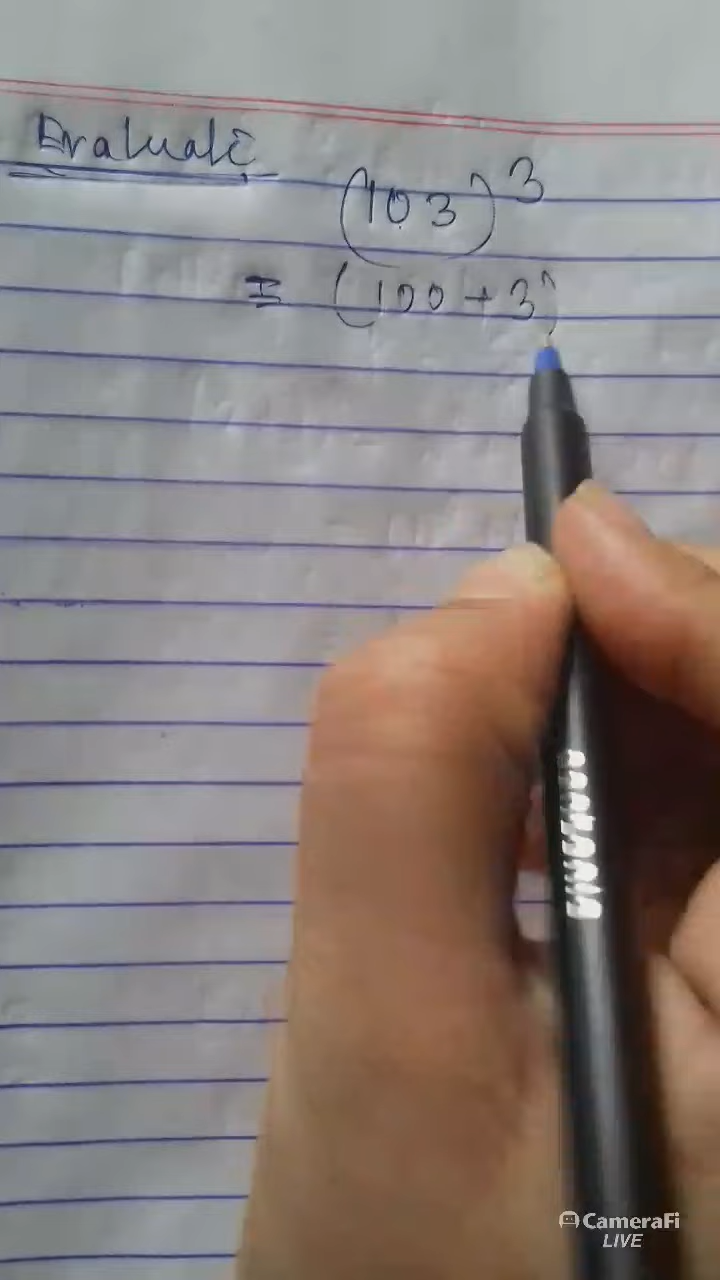 Evaluate
(103)³
= (100 + 3)
CameraFi
LIVE